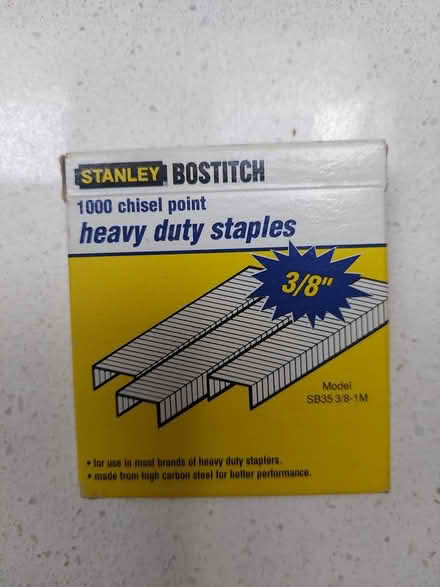 STANLEY BOSTITCH
1000 chisel point
heavy duty staples
3/8"
Model
SB35 3/8-1M
• for use in most brands of heavy duty staplers.
• made from high carbon steel for better performance.